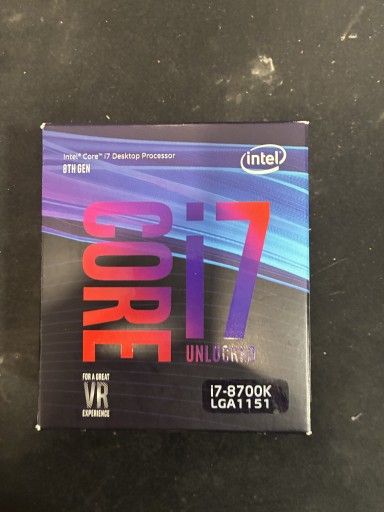 Intel® Core™ i7 Desktop Processor
8TH GEN
intel®
CORE
i7
UNLOCKED
FOR A GREAT
VR
EXPERIENCE
i7-8700K
LGA1151